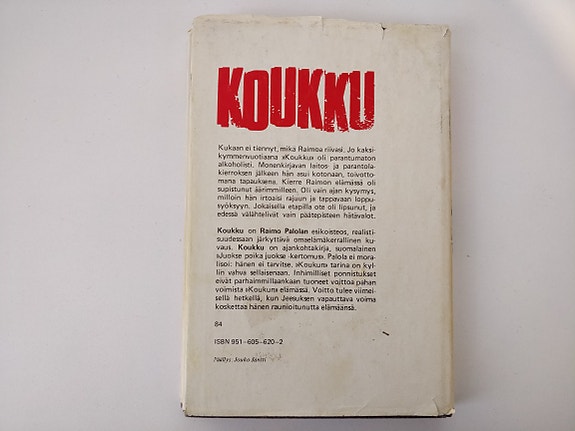 KOUKKU
Kukaan ei tiennyt, mikä Raimoa riivasi. Jo kaksi-
kymmenvuotiaana »Koukku» oli parantumaton
alkoholisti. Monenkirjavan laitos- ja parantola-
kierroksen jälkeen hän asui kotonaan, toivotto-
mana tapauksena. Kierre Raimon elämässä oli
supistunut äärimmilleen. Oli vain ajan kysymys,
milloin hän irtoaisi rajuun ja tappavaan loppu-
syöksyyn. Jokaisella etapilla ote oli lipsunut, ja
edessä välähtelivät vain päätepisteen hätävalot.
Koukku on Raimo Palolan esikoisteos, realisti-
suudessaan järkyttävä omaelämäkerrallinen ku-
vaus. Koukku on ajankohtakirja, suomalainen
»Juokse poika juokse -kertomus». Palola ei mora-
lisoi: hänen ei tarvitse, »Koukun» tarina on kyl-
lin vahva sellaisenaan. Inhimilliset ponnistukset
eivät parhaimmillaankaan tuoneet voittoa pahan
voimista »Koukun» elämässä. Voitto tulee viimei-
sellä hetkellä, kun Jeesuksen vapauttava voima
koskettaa hänen raunioitunutta elämäänsä.
84
ISBN 951-605-620-2
Päällys: Jouko